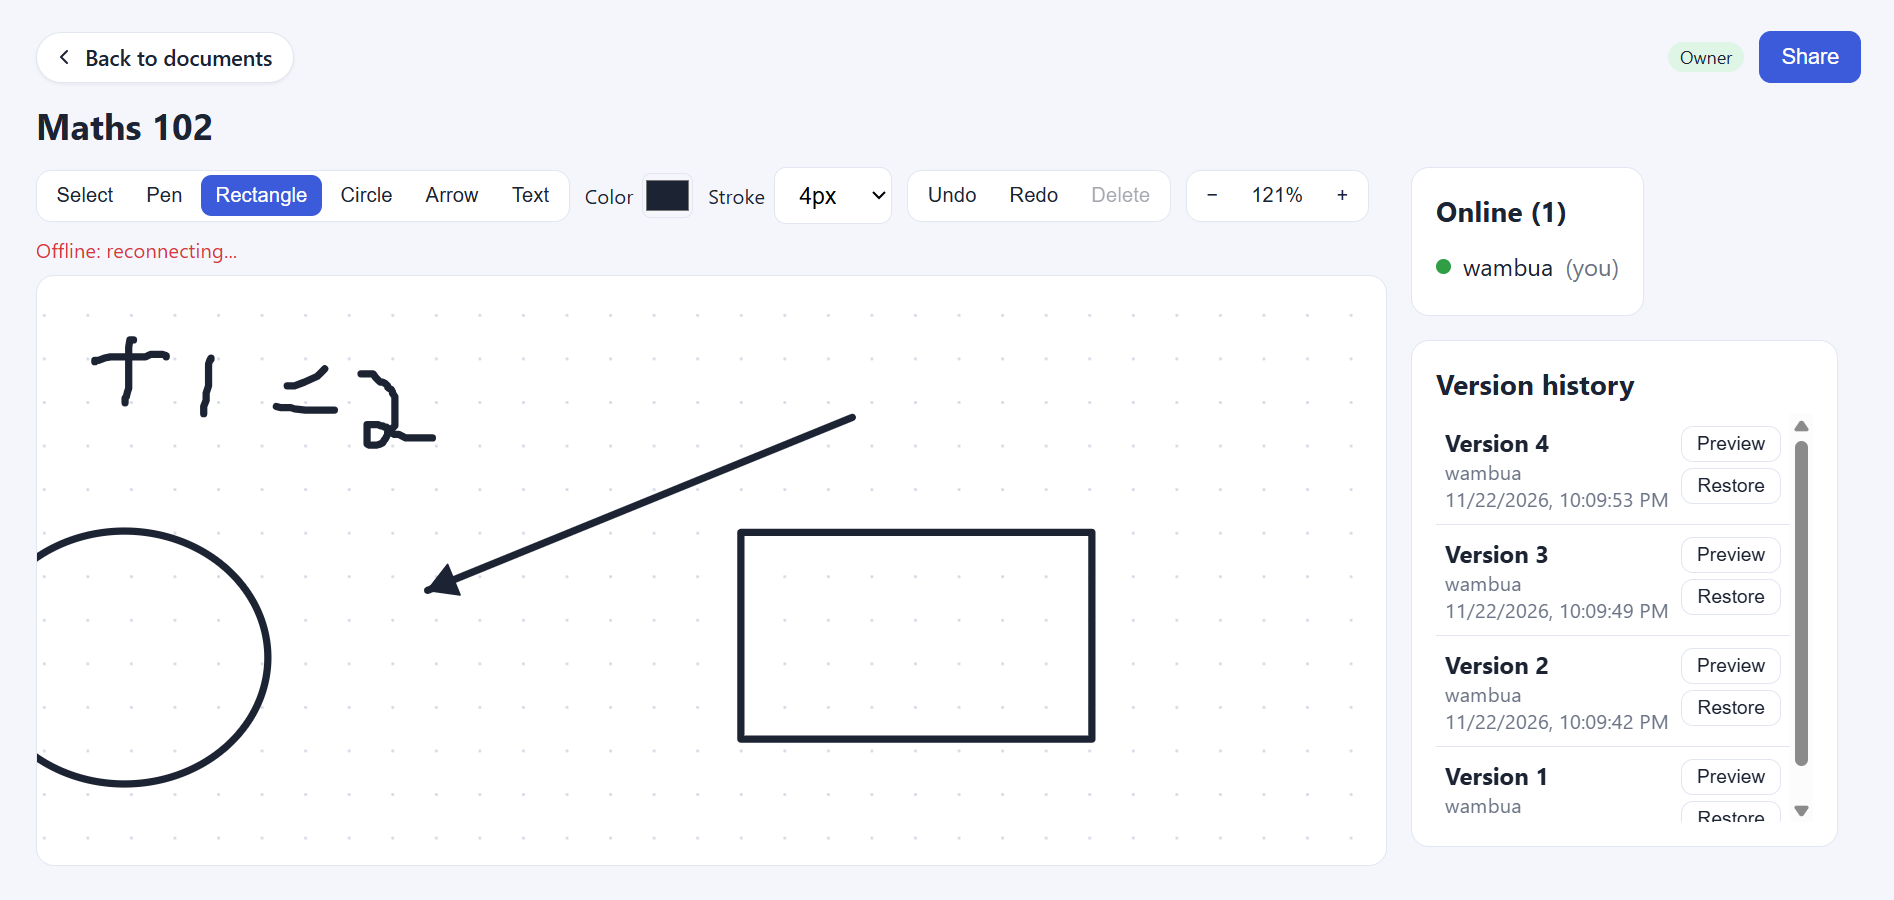 Back to documents
Owner
Share
Maths 102
Select Pen Rectangle Circle Arrow Text Color Stroke 4px Undo Redo Delete − 121% +
Offline: reconnecting...
+ 1 = 2
Online (1)
wambua (you)
Version history
Version 4
Preview
wambua
Restore
11/22/2026, 10:09:53 PM
Version 3
Preview
wambua
Restore
11/22/2026, 10:09:49 PM
Version 2
Preview
wambua
Restore
11/22/2026, 10:09:42 PM
Version 1
Preview
wambua
Restore